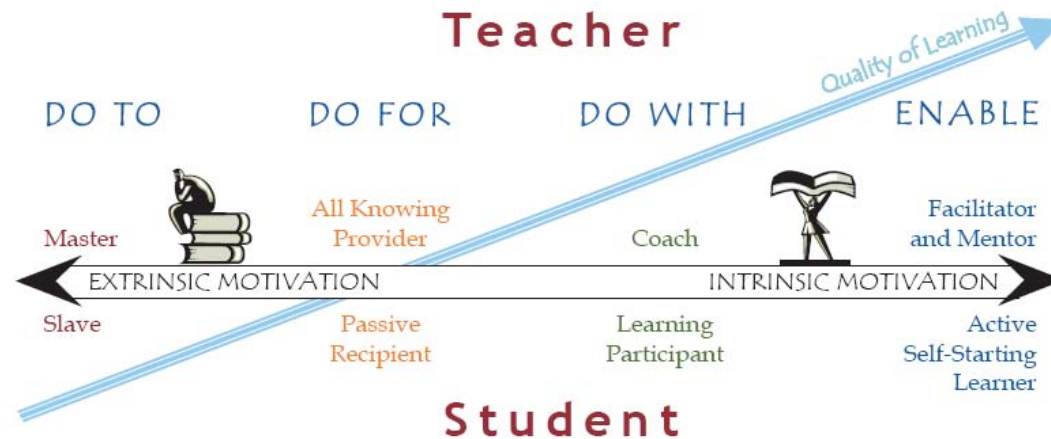 Teacher
Quality of Learning
DO TO DO FOR DO WITH ENABLE
Master
All Knowing
Provider
Coach
Facilitator
and Mentor
EXTRINSIC MOTIVATION INTRINSIC MOTIVATION
Slave
Passive
Recipient
Learning
Participant
Active
Self-Starting
Learner
Student